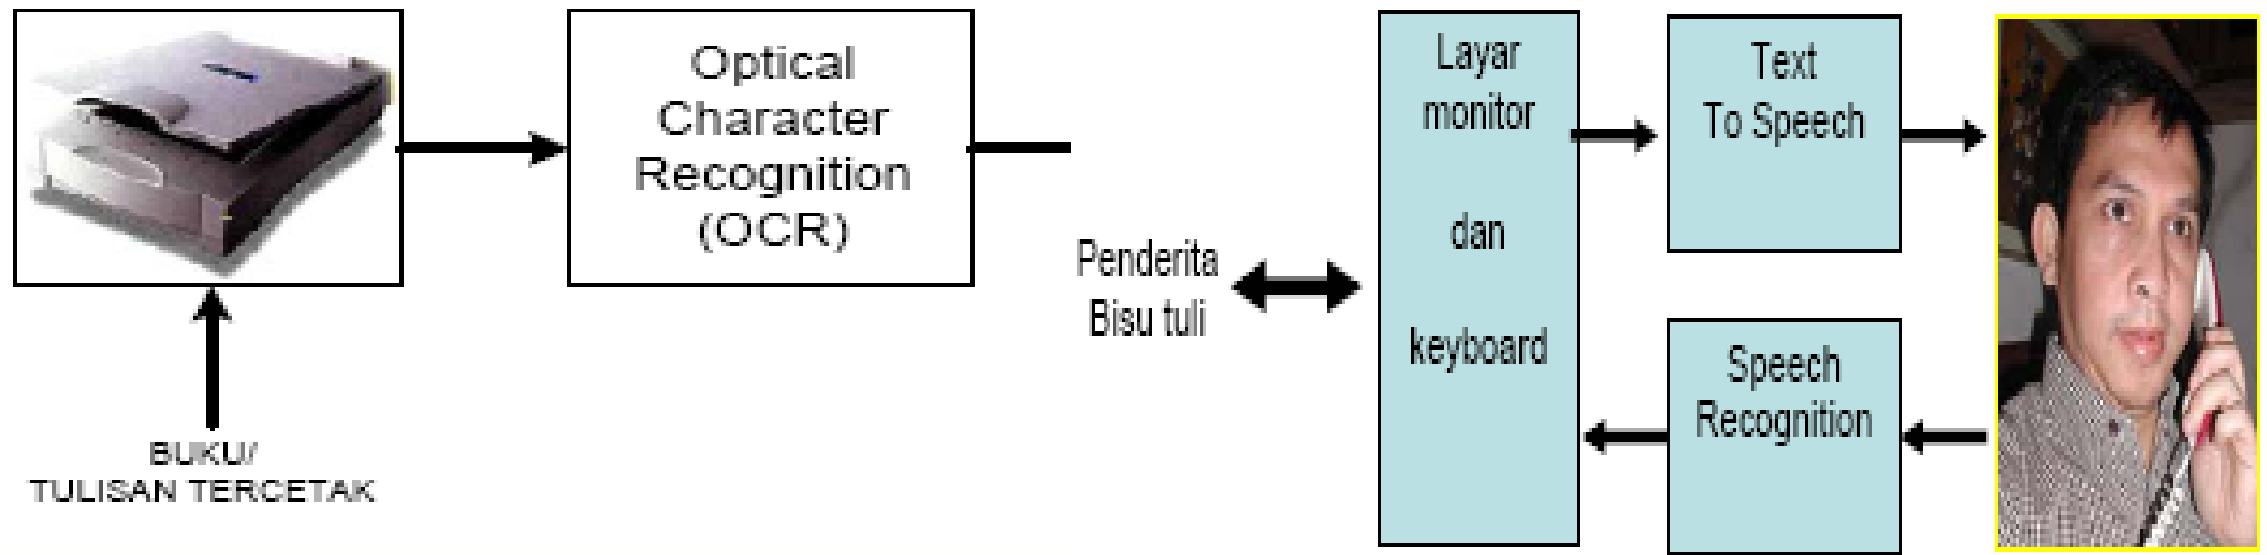 Optical
Character
Recognition
(OCR)
BUKU/
TULISAN TERCETAK
Penderita
Bisu tuli
Layar
monitor
dan
keyboard
Text
To Speech
Speech
Recognition